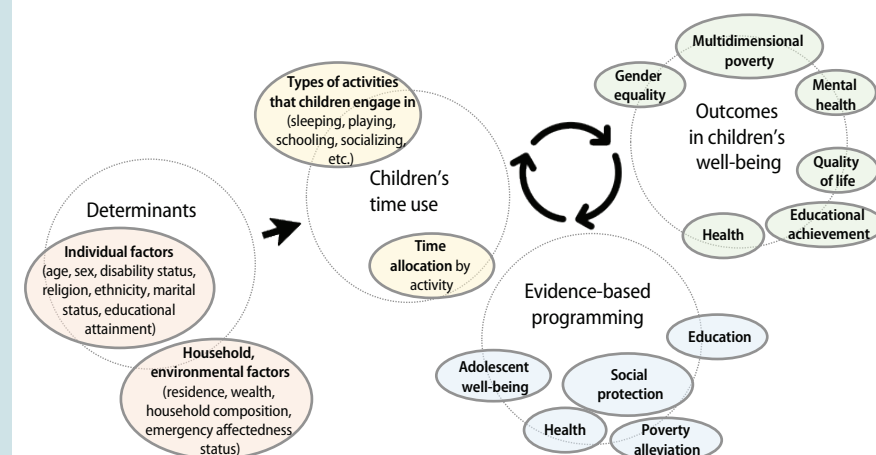 Determinants
Individual factors
(age, sex, disability status,
religion, ethnicity, marital
status, educational
attainment)
Household,
environmental factors
(residence, wealth,
household composition,
emergency affectedness
status)
Types of activities
that children engage in
(sleeping, playing,
schooling, socializing,
etc.)
Children's
time use
Time
allocation by
activity
Multidimensional
poverty
Gender
equality
Mental
health
Outcomes
in children's
well-being
Quality
of life
Educational
achievement
Health
Evidence-based
programming
Education
Adolescent
well-being
Social
protection
Health
Poverty
alleviation